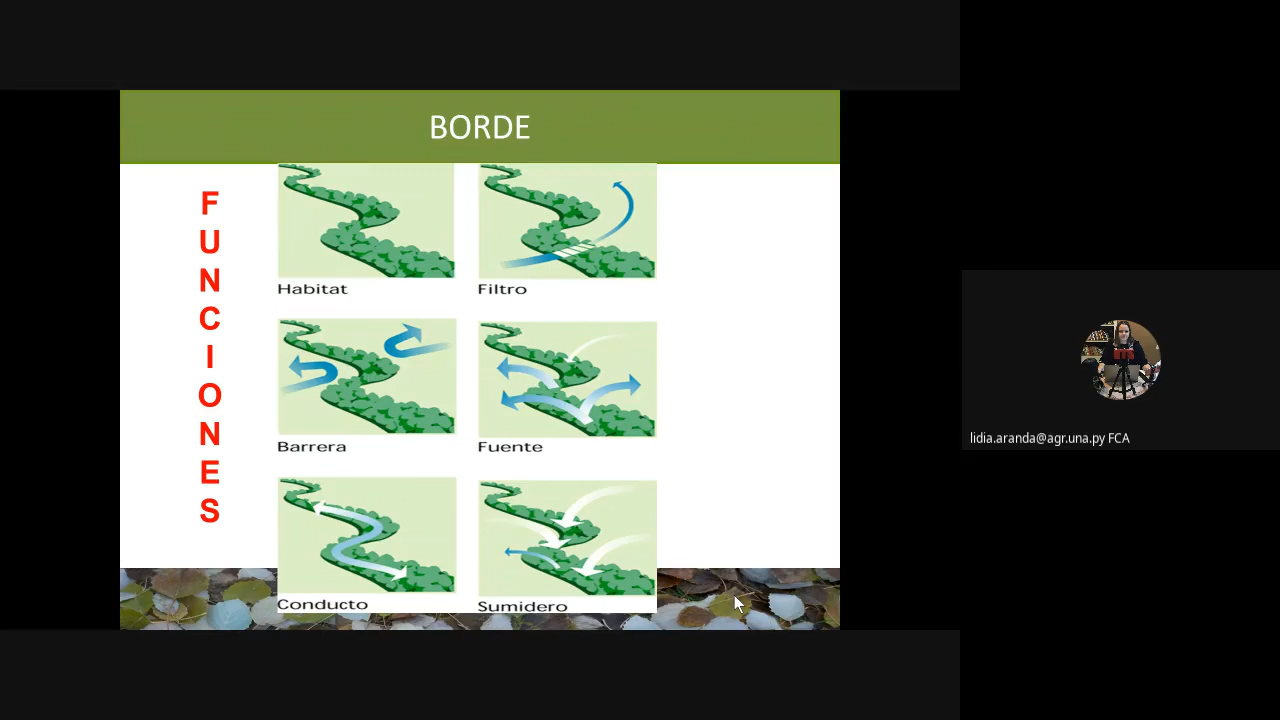 BORDE
F
U
N
C
I
O
N
E
S
Habitat
Filtro
Barrera
Fuente
Conducto
Sumidero
lidia.aranda@agr.una.py FCA